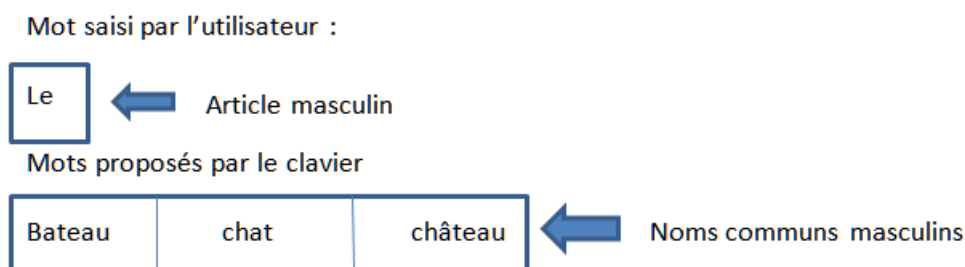 Mot saisi par l'utilisateur :
Le Article masculin
Mots proposés par le clavier
Bateau chat château Noms communs masculins